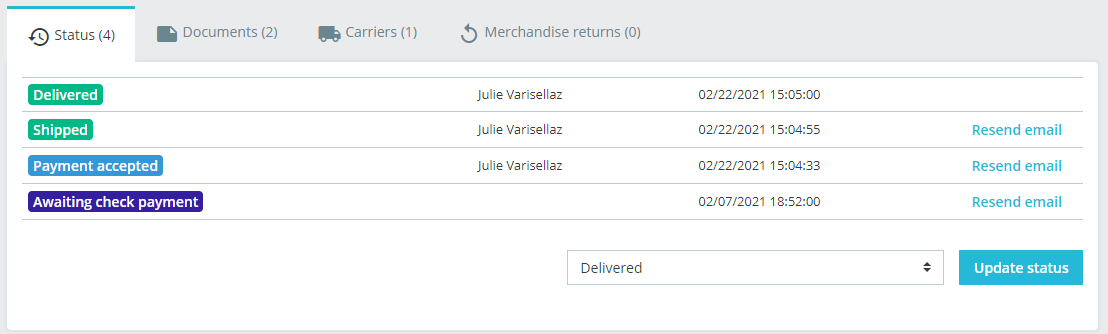 Status (4) Documents (2) Carriers (1) Merchandise returns (0)
Delivered Julie Varisellaz 02/22/2021 15:05:00
Shipped Julie Varisellaz 02/22/2021 15:04:55 Resend email
Payment accepted Julie Varisellaz 02/22/2021 15:04:33 Resend email
Awaiting check payment 02/07/2021 18:52:00 Resend email
Delivered Update status